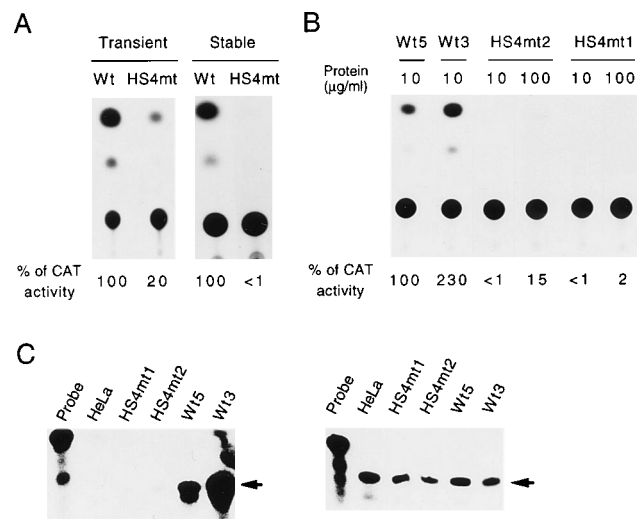 A
B
Transient Stable
Wt HS4mt Wt HS4mt
% of CAT activity 100 20 100 <1
Wt5 Wt3 HS4mt2 HS4mt1
Protein (μg/ml) 10 10 10 100 10 100
% of CAT activity 100 230 <1 15 <1 2
C
Probe HeLa HS4mt1 HS4mt2 Wt5 Wt3
Probe HeLa HS4mt1 HS4mt2 Wt5 Wt3